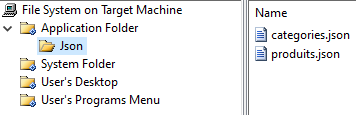 File System on Target Machine
Application Folder
Json
System Folder
User's Desktop
User's Programs Menu
Name
categories.json
produits.json